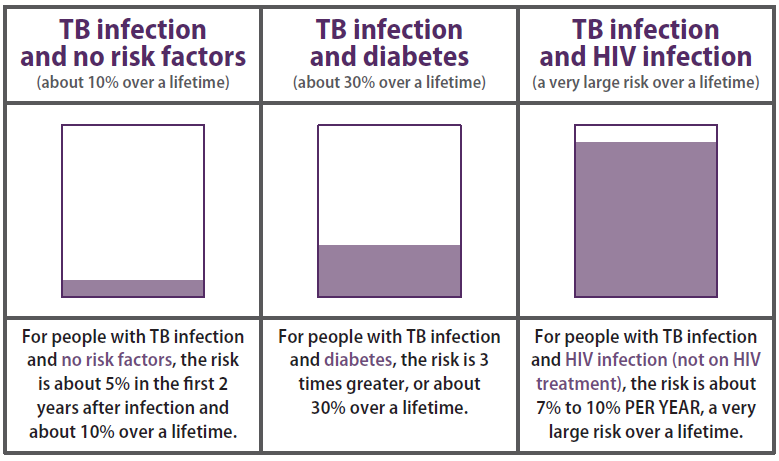 TB infection
and no risk factors
(about 10% over a lifetime)
TB infection
and diabetes
(about 30% over a lifetime)
TB infection
and HIV infection
(a very large risk over a lifetime)
For people with TB infection
and no risk factors, the risk
is about 5% in the first 2
years after infection and
about 10% over a lifetime.
For people with TB infection
and diabetes, the risk is 3
times greater, or about
30% over a lifetime.
For people with TB infection
and HIV infection (not on HIV
treatment), the risk is about
7% to 10% PER YEAR, a very
large risk over a lifetime.